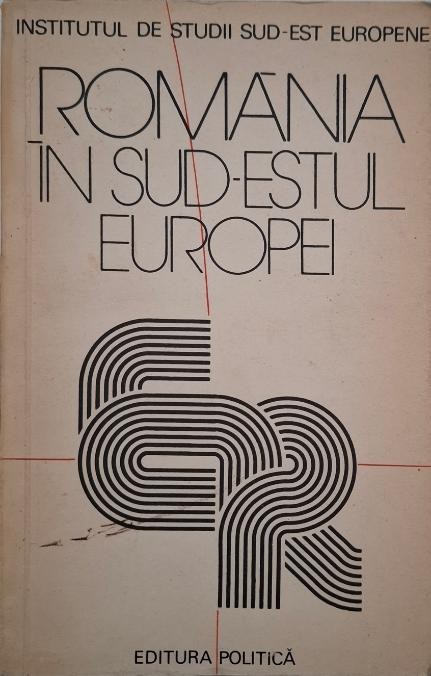 INSTITUTUL DE STUDII SUD-EST EUROPENE
ROMÂNIA
ÎN SUD-ESTUL
EUROPEI
EDITURA POLITICĂ